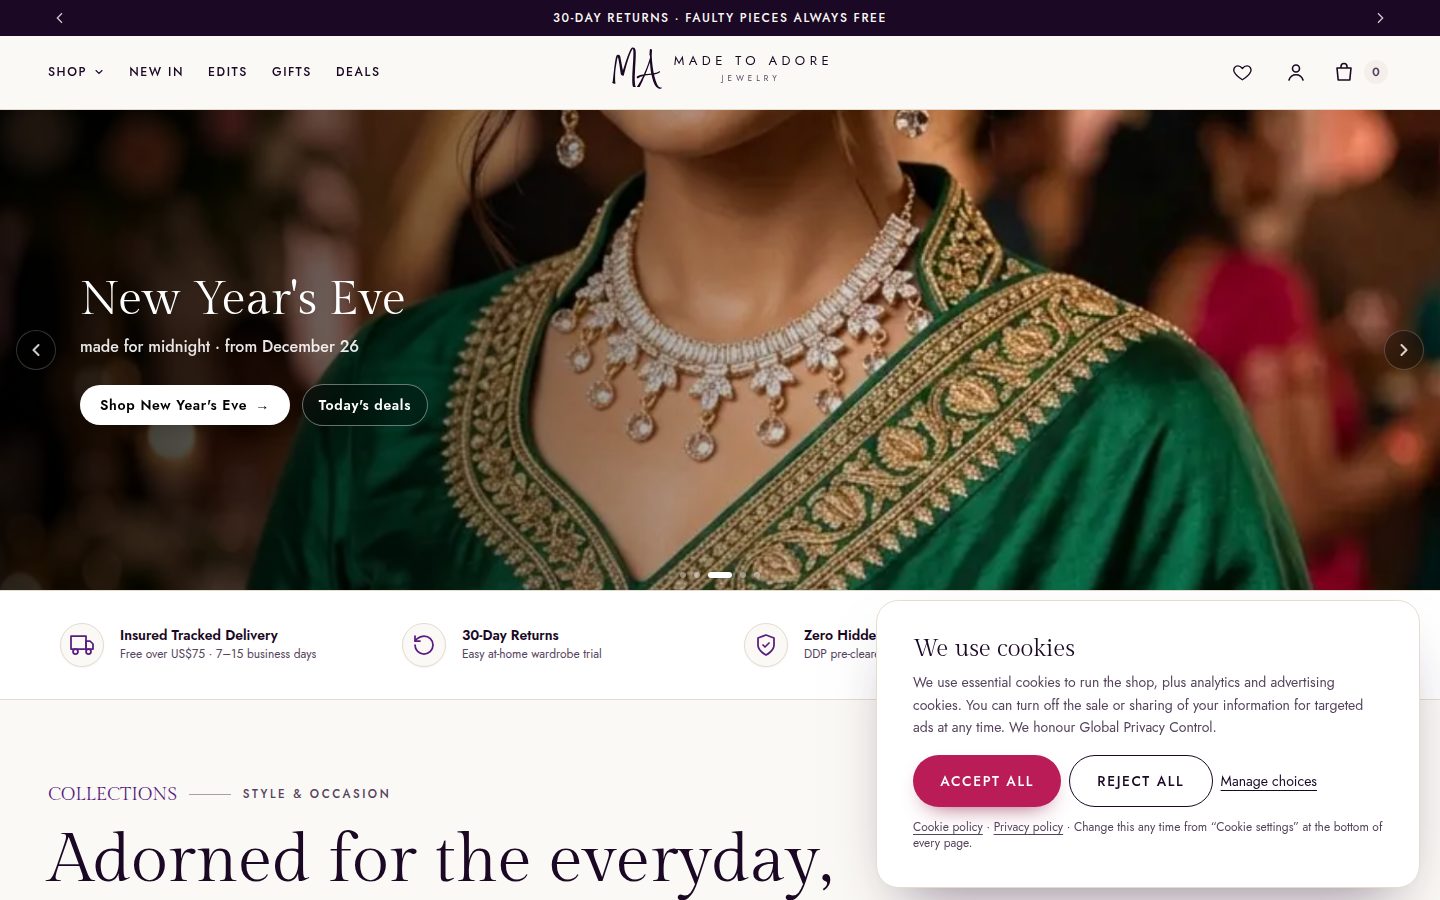 30-DAY RETURNS · FAULTY PIECES ALWAYS FREE
SHOP NEW IN EDITS GIFTS DEALS
MA MADE TO ADORE
JEWELRY
0
New Year's Eve
made for midnight · from December 26
Shop New Year's Eve → Today's deals
Insured Tracked Delivery
Free over US$75 · 7–15 business days
30-Day Returns
Easy at-home wardrobe trial
Zero Hidde
DDP pre-clear
We use cookies
We use essential cookies to run the shop, plus analytics and advertising
cookies. You can turn off the sale or sharing of your information for targeted
ads at any time. We honour Global Privacy Control.
ACCEPT ALL REJECT ALL Manage choices
Cookie policy · Privacy policy · Change this any time from “Cookie settings” at the bottom of
every page.
COLLECTIONS STYLE & OCCASION
Adorned for the everyday,